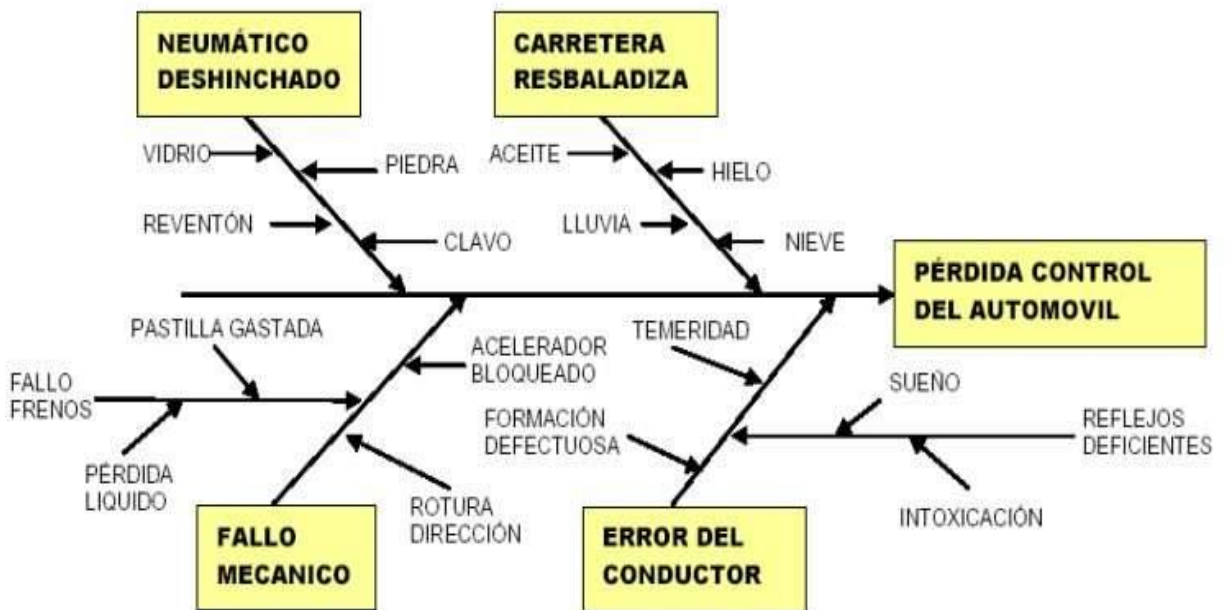 NEUMÁTICO
DESHINCHADO
CARRETERA
RESBALADIZA
VIDRIO
PIEDRA
REVENTÓN
CLAVO
ACEITE
HIELO
LLUVIA
NIEVE
PÉRDIDA CONTROL
DEL AUTOMOVIL
PASTILLA GASTADA
FALLO
FRENOS
PÉRDIDA
LIQUIDO
ACELERADOR
BLOQUEADO
ROTURA
DIRECCIÓN
FALLO
MECANICO
TEMERIDAD
FORMACIÓN
DEFECTUOSA
SUEÑO
REFLEJOS
DEFICIENTES
INTOXICACIÓN
ERROR DEL
CONDUCTOR